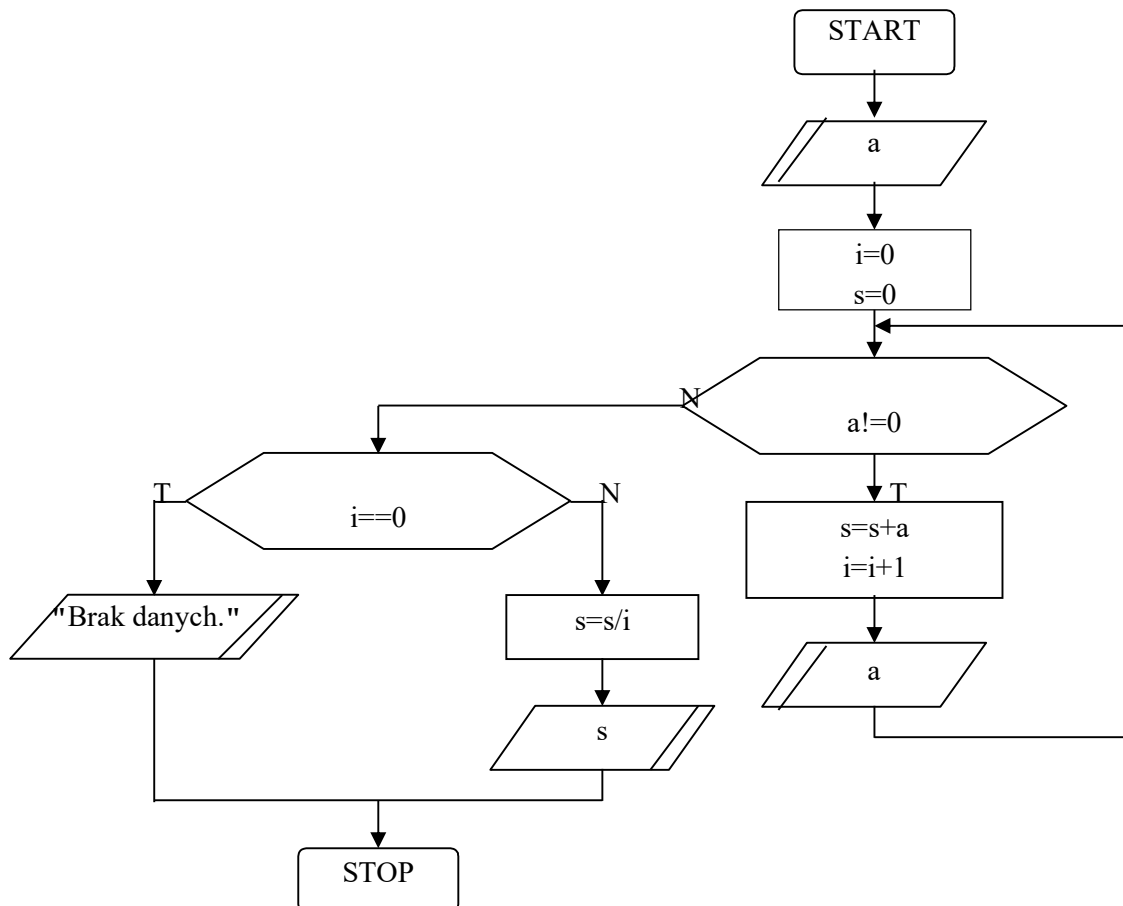 START
a
i=0
s=0
N
a!=0
T
N
T
i==0
s=s+a
i=i+1
"Brak danych."
s=s/i
a
s
STOP